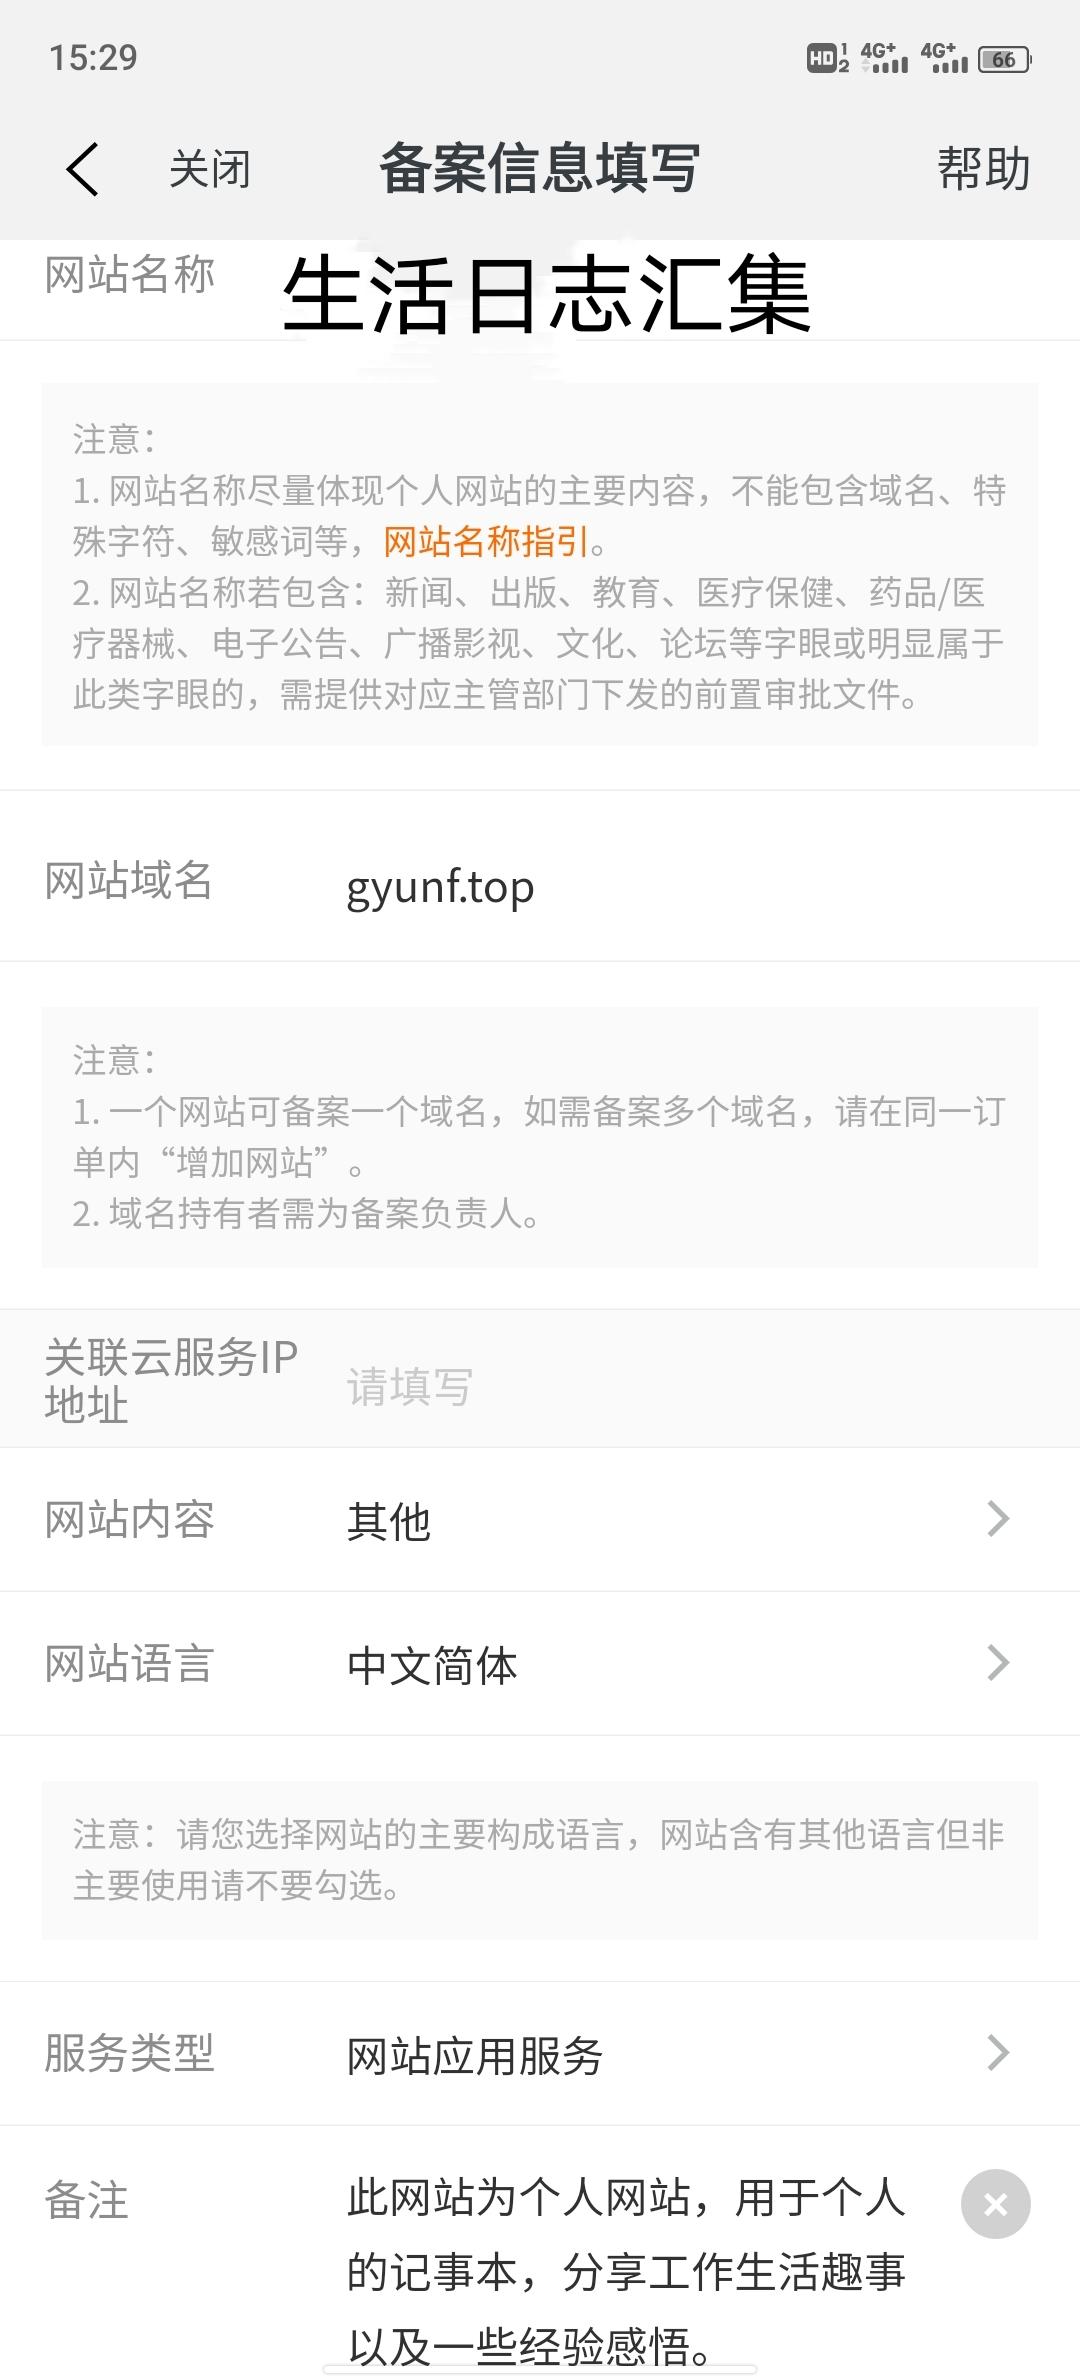 15:29
HD 1 2 4G+ 4G+ 66
关闭 备案信息填写 帮助
网站名称 生活日志汇集
注意：
1. 网站名称尽量体现个人网站的主要内容，不能包含域名、特
殊字符、敏感词等，网站名称指引。
2. 网站名称若包含：新闻、出版、教育、医疗保健、药品/医
疗器械、电子公告、广播影视、文化、论坛等字眼或明显属于
此类字眼的，需提供对应主管部门下发的前置审批文件。
网站域名 gyunf.top
注意：
1. 一个网站可备案一个域名，如需备案多个域名，请在同一订
单内“增加网站”。
2. 域名持有者需为备案负责人。
关联云服务IP
地址 请填写
网站内容 其他
网站语言 中文简体
注意：请您选择网站的主要构成语言，网站含有其他语言但非
主要使用请不要勾选。
服务类型 网站应用服务
备注 此网站为个人网站，用于个人
的记事本，分享工作生活趣事
以及一些经验感悟。